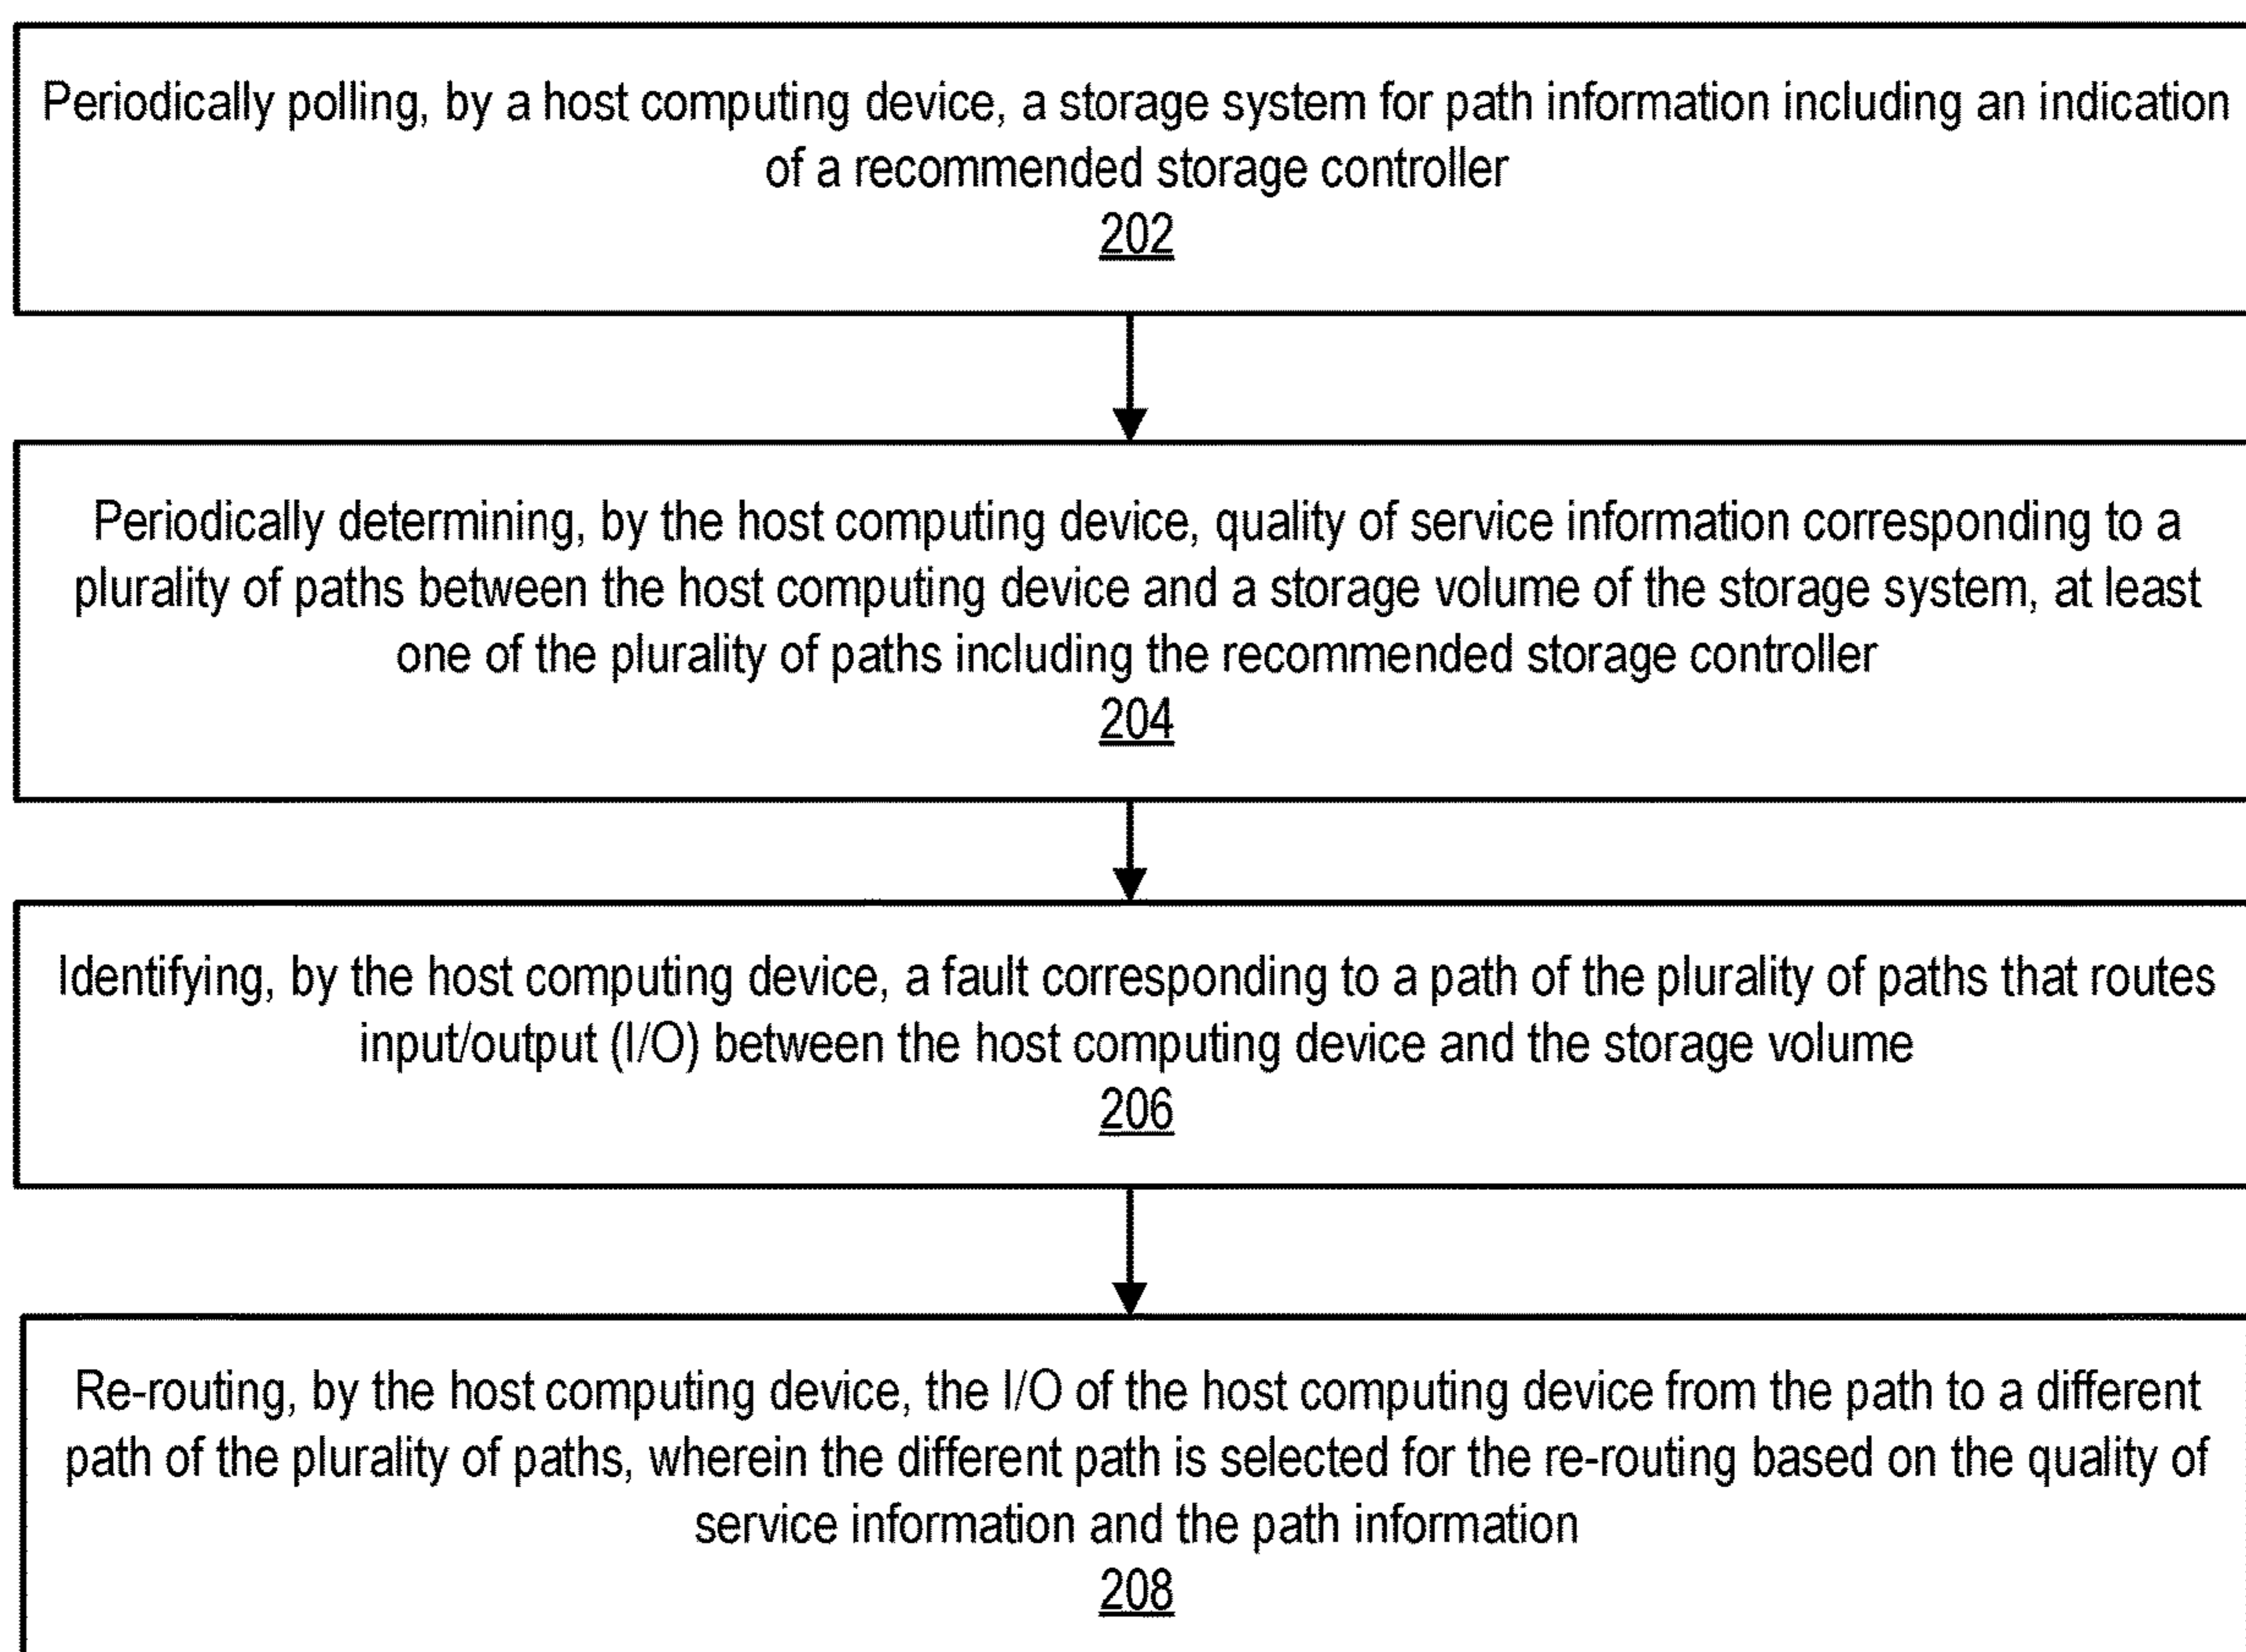 Periodically polling, by a host computing device, a storage system for path information including an indication
of a recommended storage controller
202
Periodically determining, by the host computing device, quality of service information corresponding to a
plurality of paths between the host computing device and a storage volume of the storage system, at least
one of the plurality of paths including the recommended storage controller
204
Identifying, by the host computing device, a fault corresponding to a path of the plurality of paths that routes
input/output (I/O) between the host computing device and the storage volume
206
Re-routing, by the host computing device, the I/O of the host computing device from the path to a different
path of the plurality of paths, wherein the different path is selected for the re-routing based on the quality of
service information and the path information
208